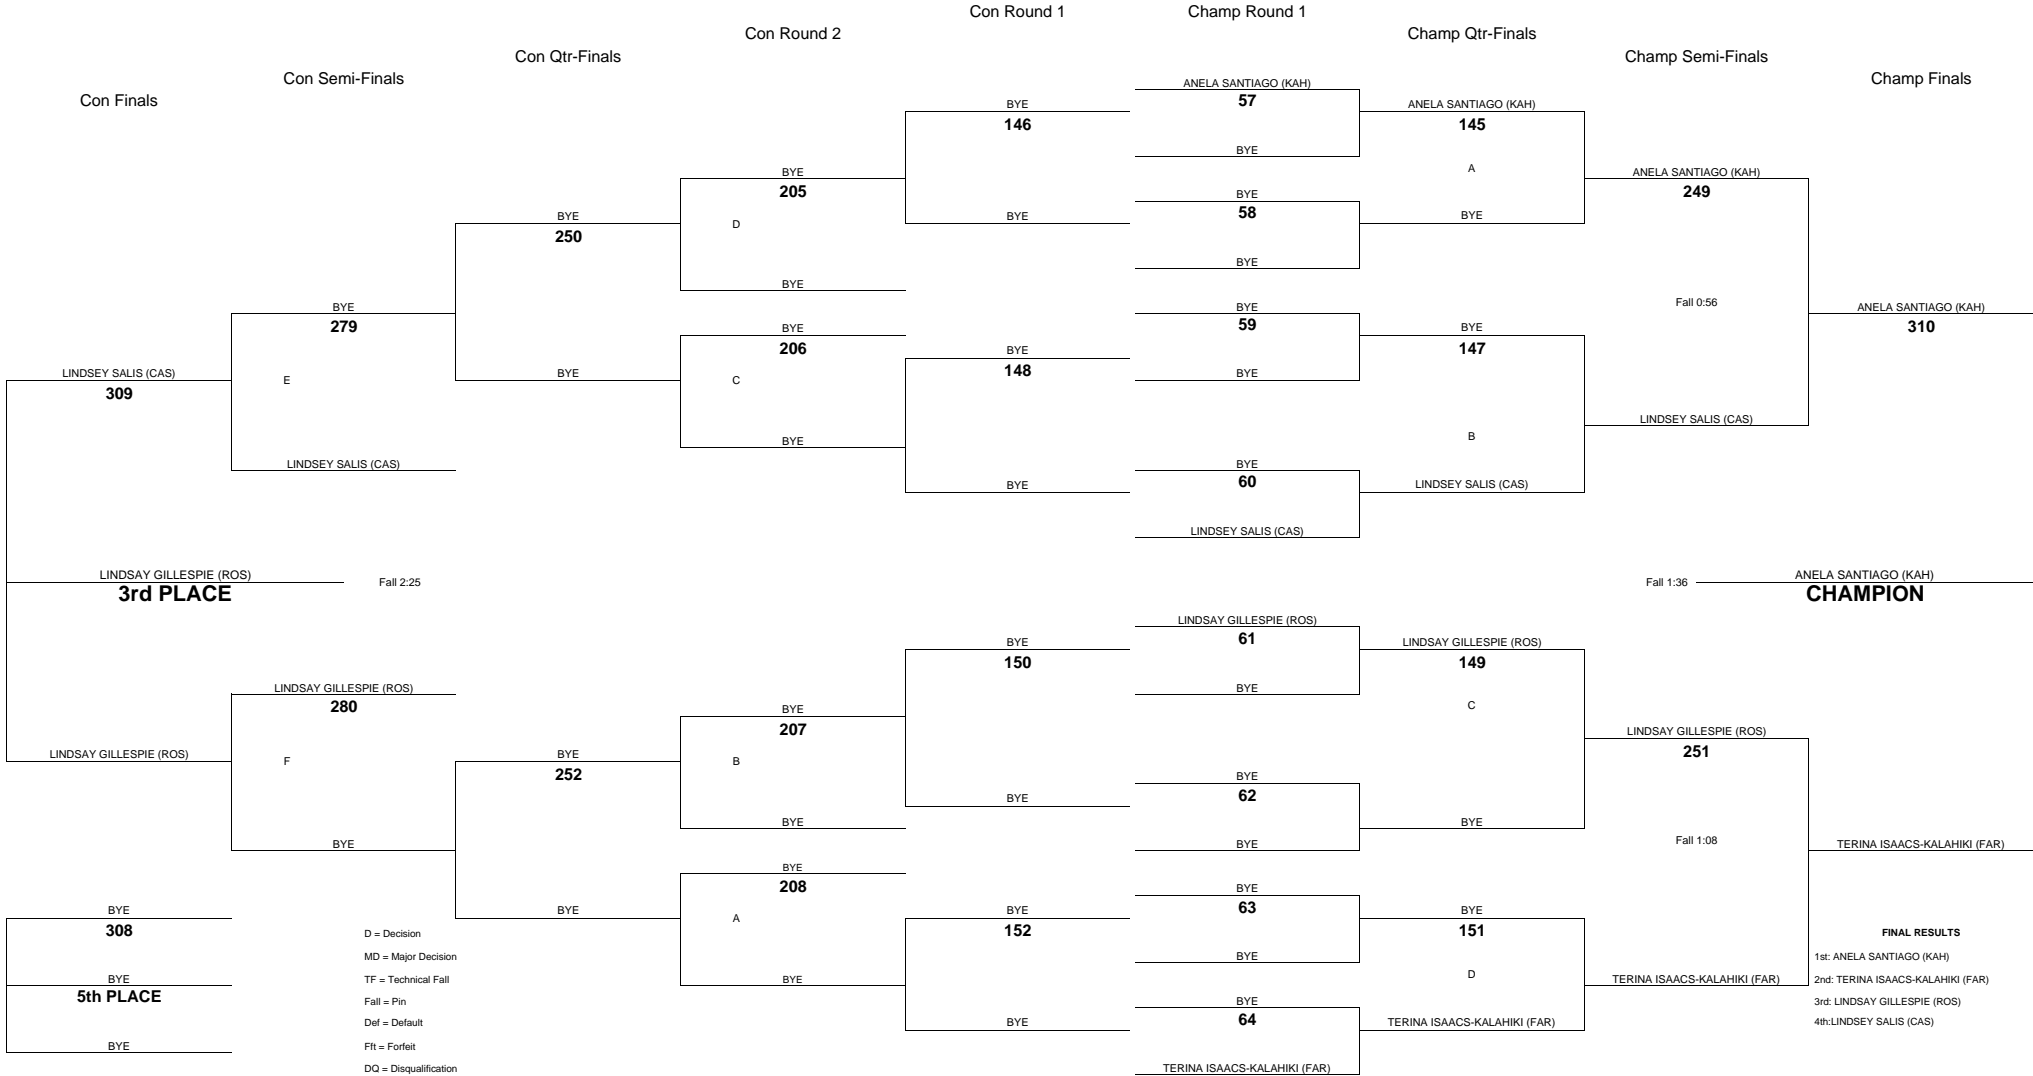 Con Round 1
Champ Round 1
Con Round 2
Champ Qtr-Finals
Con Qtr-Finals
Champ Semi-Finals
Con Semi-Finals
Champ Finals
Con Finals
ANELA SANTIAGO (KAH)
57
BYE
146
ANELA SANTIAGO (KAH)
145
BYE
BYE
205
A
ANELA SANTIAGO (KAH)
249
BYE
58
BYE
250
D
BYE
BYE
BYE
BYE
Fall 0:56
BYE
279
BYE
59
ANELA SANTIAGO (KAH)
310
BYE
206
BYE
147
BYE
148
LINDSEY SALIS (CAS)
309
E
BYE
C
BYE
LINDSEY SALIS (CAS)
BYE
B
LINDSEY SALIS (CAS)
BYE
60
BYE
LINDSEY SALIS (CAS)
LINDSEY SALIS (CAS)
LINDSAY GILLESPIE (ROS)
3rd PLACE
Fall 2:25
Fall 1:36
ANELA SANTIAGO (KAH)
CHAMPION
LINDSAY GILLESPIE (ROS)
61
BYE
150
LINDSAY GILLESPIE (ROS)
149
LINDSAY GILLESPIE (ROS)
280
BYE
BYE
207
C
LINDSAY GILLESPIE (ROS)
251
LINDSAY GILLESPIE (ROS)
F
BYE
252
B
BYE
62
BYE
BYE
BYE
BYE
BYE
Fall 1:08
TERINA ISAACS-KALAHIKI (FAR)
BYE
208
BYE
63
BYE
308
BYE
A
BYE
152
BYE
151
D = Decision
FINAL RESULTS
MD = Major Decision
BYE
1st: ANELA SANTIAGO (KAH)
BYE
5th PLACE
TF = Technical Fall
BYE
D
TERINA ISAACS-KALAHIKI (FAR)
2nd: TERINA ISAACS-KALAHIKI (FAR)
Fall = Pin
BYE
64
3rd: LINDSAY GILLESPIE (ROS)
Def = Default
BYE
TERINA ISAACS-KALAHIKI (FAR)
4th:LINDSEY SALIS (CAS)
BYE
Fft = Forfeit
DQ = Disqualification
TERINA ISAACS-KALAHIKI (FAR)